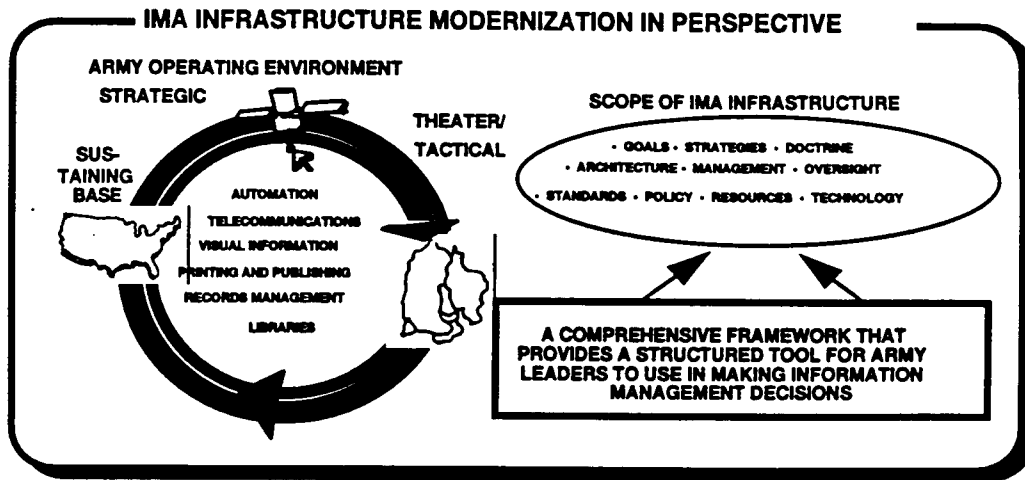 IMA INFRASTRUCTURE MODERNIZATION IN PERSPECTIVE
ARMY OPERATING ENVIRONMENT
STRATEGIC
THEATER/
TACTICAL
SUS-
TAINING
BASE
AUTOMATION
TELECOMMUNICATIONS
VISUAL INFORMATION
PRINTING AND PUBLISHING
RECORDS MANAGEMENT
LIBRARIES
SCOPE OF IMA INFRASTRUCTURE
• GOALS • STRATEGIES • DOCTRINE
• ARCHITECTURE • MANAGEMENT • OVERSIGHT
• STANDARDS • POLICY • RESOURCES • TECHNOLOGY
A COMPREHENSIVE FRAMEWORK THAT
PROVIDES A STRUCTURED TOOL FOR ARMY
LEADERS TO USE IN MAKING INFORMATION
MANAGEMENT DECISIONS